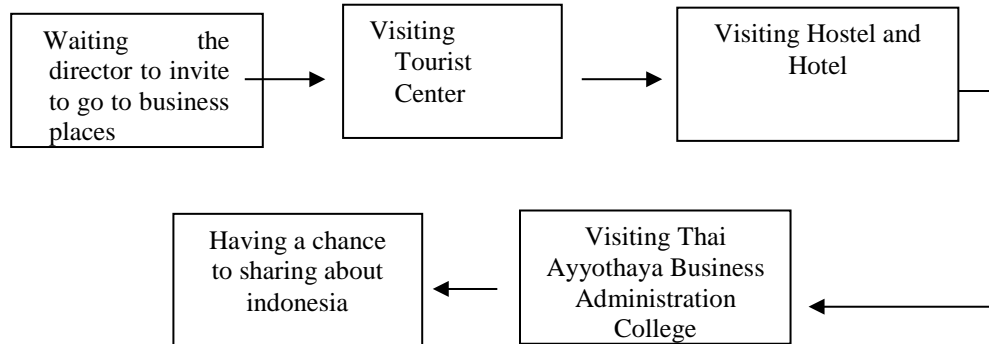 Waiting the
director to invite
to go to business
places
Visiting
Tourist
Center
Visiting Hostel and
Hotel
Visiting Thai
Ayyothaya Business
Administration
College
Having a chance
to sharing about
indonesia